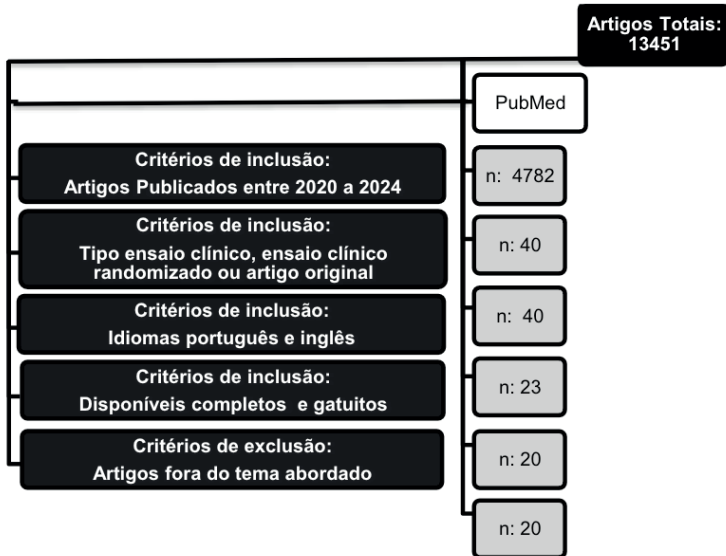 Artigos Totais:
13451
PubMed
Critérios de inclusão:
Artigos Publicados entre 2020 a 2024
n: 4782
Critérios de inclusão:
Tipo ensaio clínico, ensaio clínico
randomizado ou artigo original
n: 40
Critérios de inclusão:
Idiomas português e inglês
n: 40
Critérios de inclusão:
Disponíveis completos e gatuitos
n: 23
Critérios de exclusão:
Artigos fora do tema abordado
n: 20
n: 20